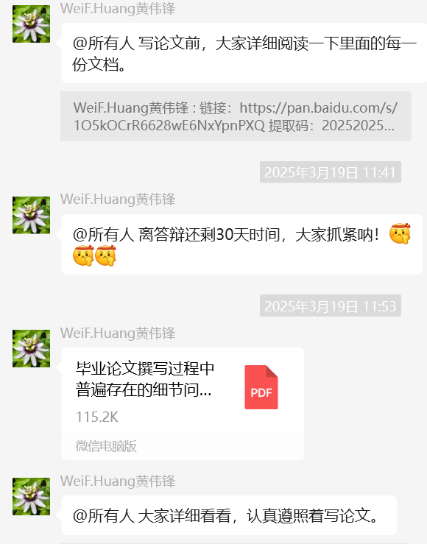 WeiF.Huang黄伟锋
@所有人 写论文前，大家详细阅读一下里面的每一
份文档。
WeiF.Huang黄伟锋 : 链接：https://pan.baidu.com/s/
1O5kOCrR6628wE6NxYpnPXQ 提取码：20252025...
2025年3月19日 11:41
WeiF.Huang黄伟锋
@所有人 离答辩还剩30天时间，大家抓紧呐！
2025年3月19日 11:53
WeiF.Huang黄伟锋
毕业论文撰写过程中
普遍存在的细节问...
PDF
115.2K
微信电脑版
WeiF.Huang黄伟锋
@所有人 大家详细看看，认真遵照着写论文。